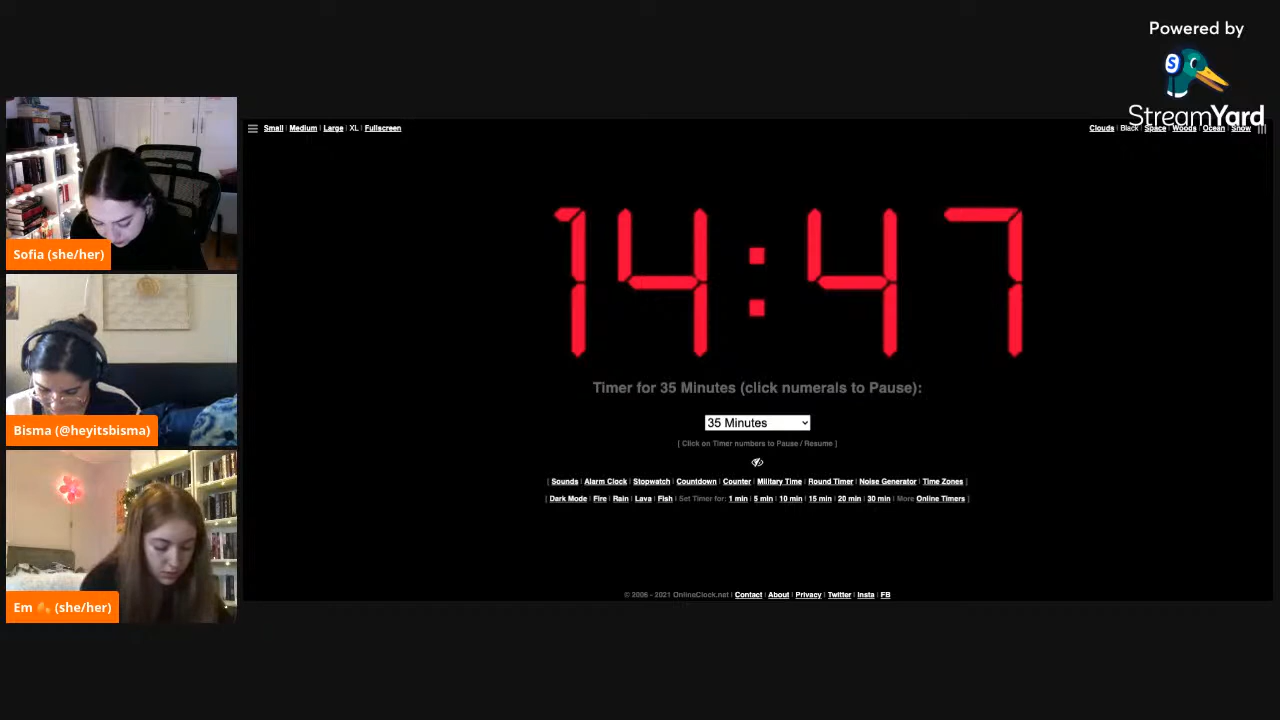 Powered by
StreamYard
Small | Medium | Large | XL | Fullscreen
Clouds | Black | Space | Woods | Ocean | Snow
14:47
Timer for 35 Minutes (click numerals to Pause):
35 Minutes
[ Click on Timer numbers to Pause / Resume ]
[ Sounds | Alarm Clock | Stopwatch | Countdown | Counter | Military Time | Round Timer | Noise Generator | Time Zones ]
[ Dark Mode | Fire | Rain | Lava | Fish | Set Timer for: 1 min | 5 min | 10 min | 15 min | 20 min | 30 min | More Online Timers ]
© 2006 - 2021 OnlineClock.net | Contact | About | Privacy | Twitter | Insta | FB
Sofia (she/her)
Bisma (@heyitsbisma)
Em 🍂 (she/her)